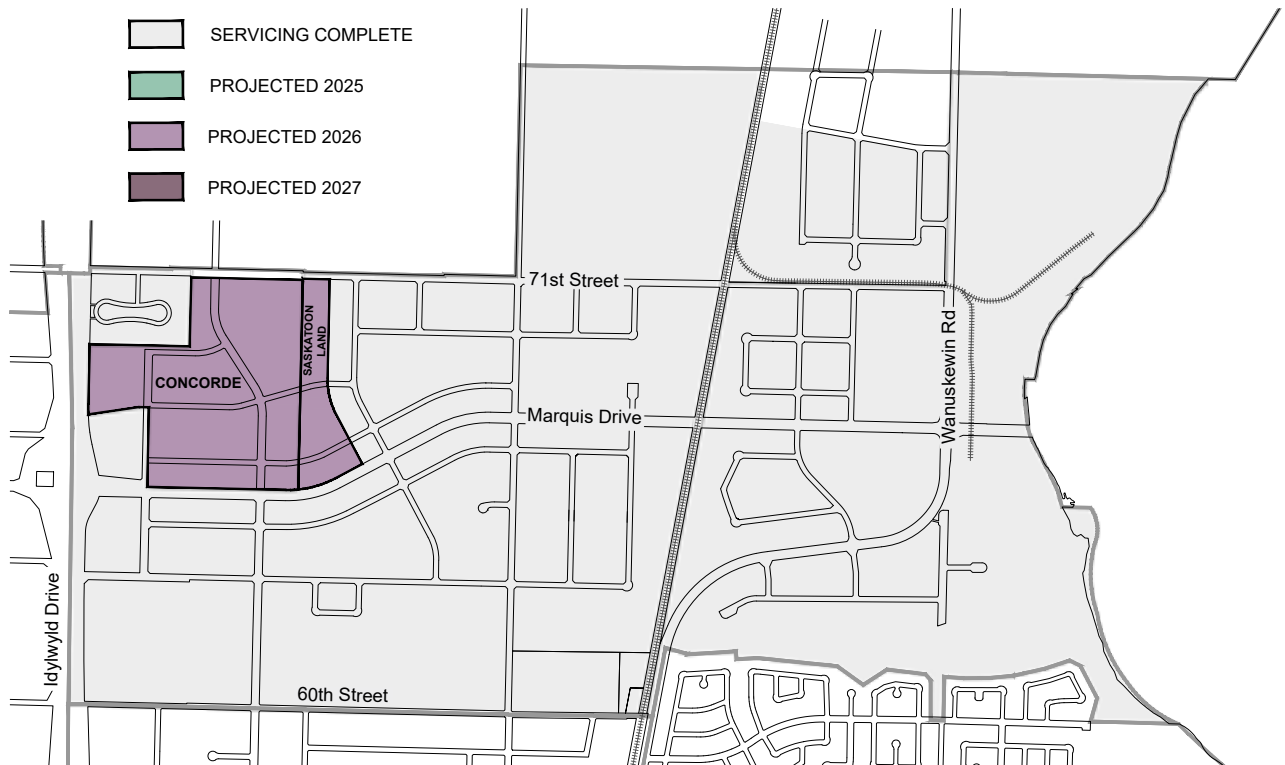 SERVICING COMPLETE
PROJECTED 2025
PROJECTED 2026
PROJECTED 2027
71st Street
SASKATOON
LAND
CONCORDE
Wanuskewin Rd
Marquis Drive
Idylwyld Drive
60th Street